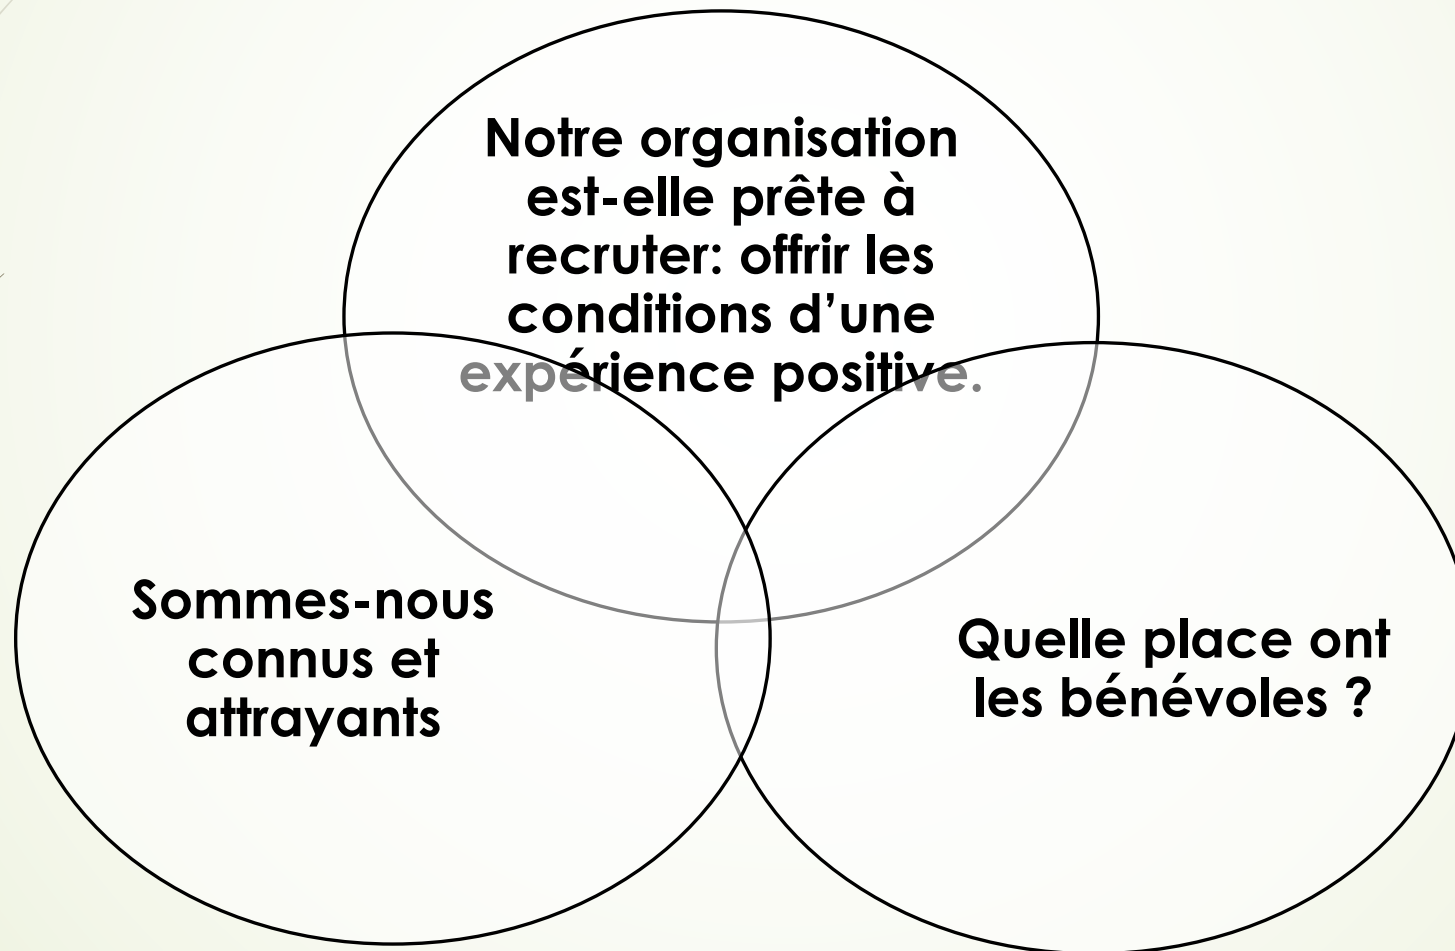 Notre organisation
est-elle prête à
recruter: offrir les
conditions d’une
expérience positive.
Sommes-nous
connus et
attrayants
Quelle place ont
les bénévoles ?